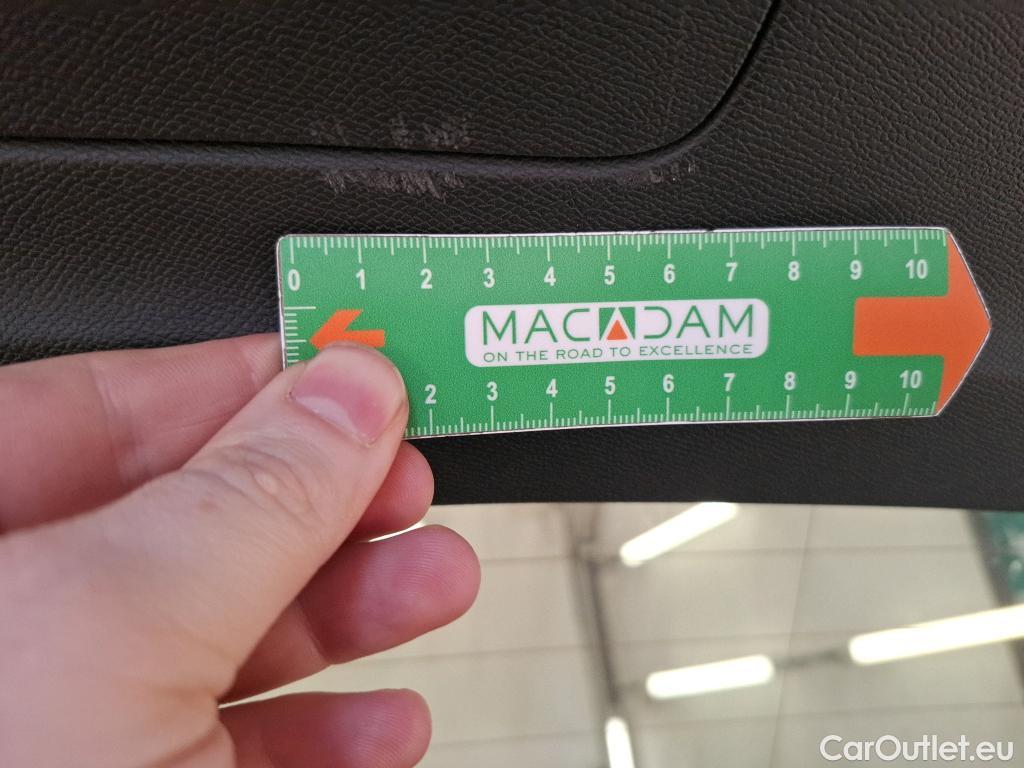 0 1 2 3 4 5 6 7 8 9 10
MACADAM
ON THE ROAD TO EXCELLENCE
2 3 4 5 6 7 8 9 10
CarOutlet.eu